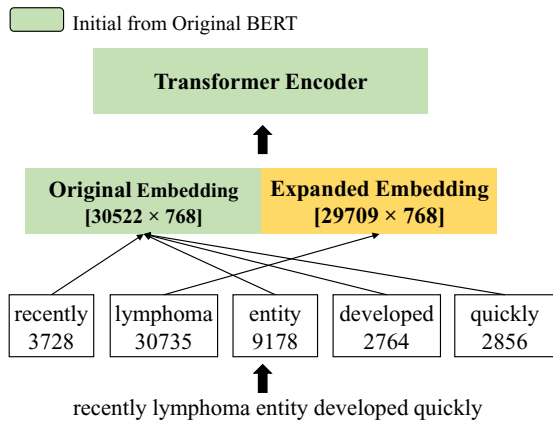 Initial from Original BERT
Transformer Encoder
Original Embedding
[30522 × 768]
Expanded Embedding
[29709 × 768]
recently
3728
lymphoma
30735
entity
9178
developed
2764
quickly
2856
recently lymphoma entity developed quickly